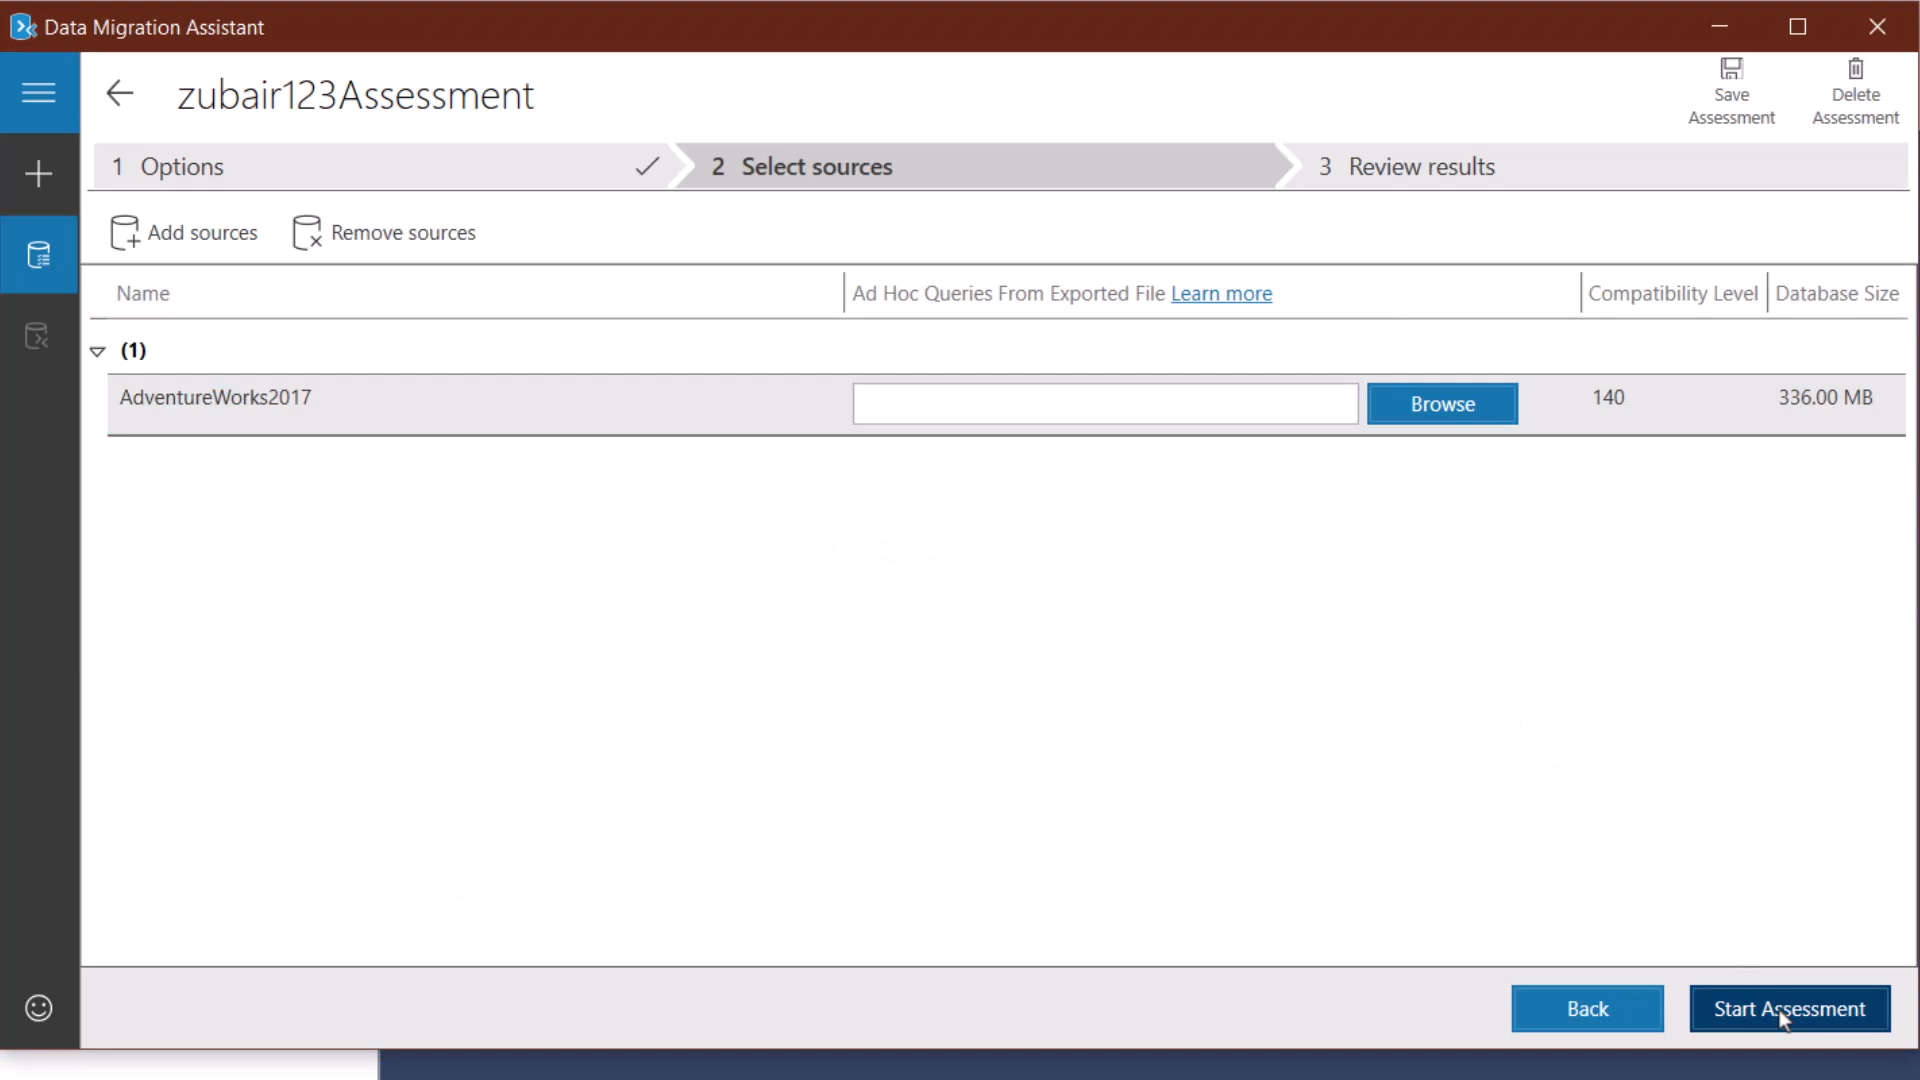 Data Migration Assistant
zubair123Assessment
Save Assessment
Delete Assessment
1 Options
2 Select sources
3 Review results
Add sources
Remove sources
Name
Ad Hoc Queries From Exported File Learn more
Compatibility Level
Database Size
(1)
AdventureWorks2017
Browse
140
336.00 MB
Back
Start Assessment